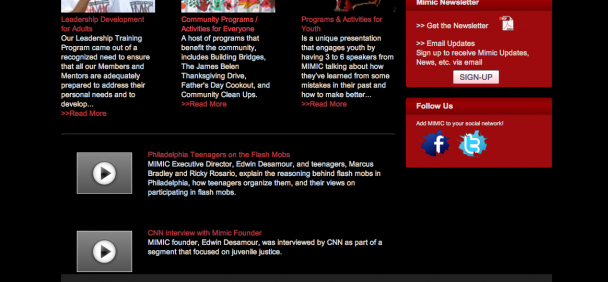 Leadership Development
for Adults
Our Leadership Training
Program came out of a
recognized need to ensure
that all our Members and
Mentors are adequately
prepared to address their
personal needs and to
develop...
>>Read More
Community Programs /
Activities for Everyone
A host of programs that
benefit the community,
includes Building Bridges,
The James Belen
Thanksgiving Drive,
Father's Day Cookout, and
Community Clean Ups.
>>Read More
Programs & Activities for
Youth
Is a unique presentation
that engages youth by
having 3 to 6 speakers from
MIMIC talking about how
they've learned from some
mistakes in their past and
how to make better...
>>Read More
Mimic Newsletter
>> Get the Newsletter
>> Email Updates
Sign up to receive Mimic Updates,
News, etc. via email
SIGN-UP
Follow Us
Add MIMIC to your social network!
Philadelphia Teenagers on the Flash Mobs
MIMIC Executive Director, Edwin Desamour, and teenagers, Marcus
Bradley and Ricky Rosario, explain the reasoning behind flash mobs in
Philadelphia, how teenagers organize them, and their views on
participating in flash mobs.
CNN interview with Mimic Founder
MIMIC founder, Edwin Desamour, was interviewed by CNN as part of a
segment that focused on juvenile justice.